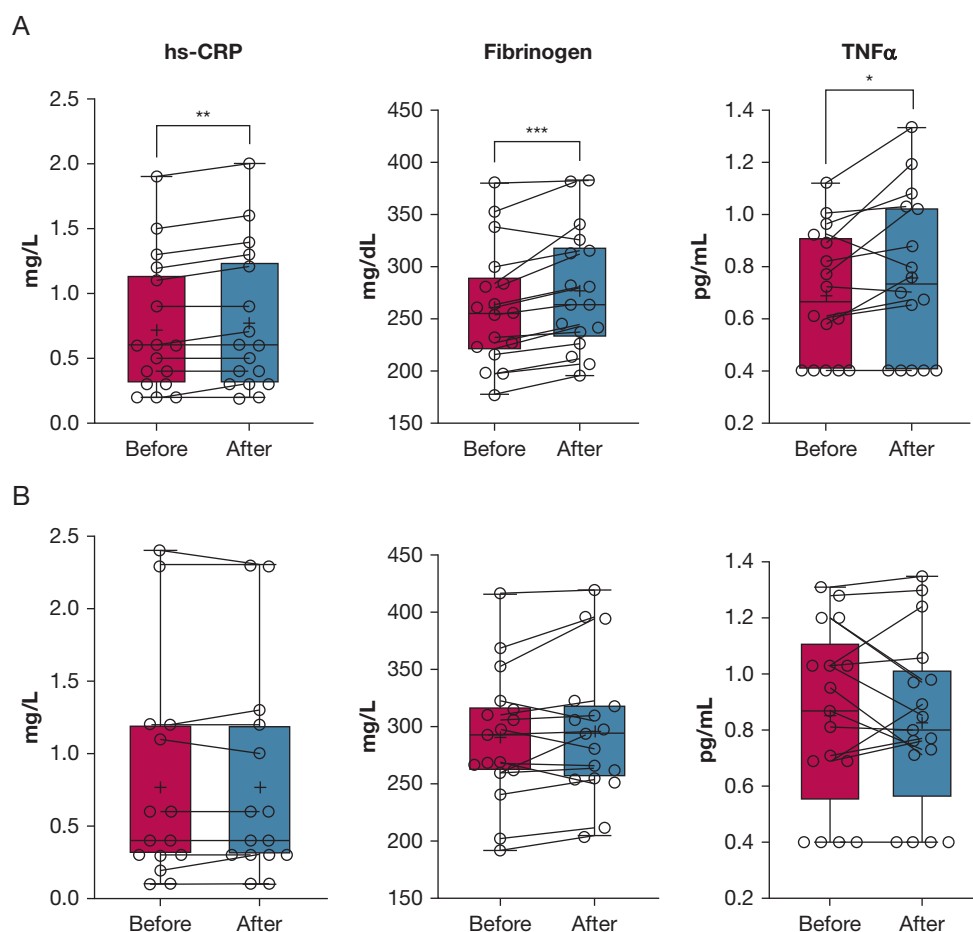 A
hs-CRP
Fibrinogen
TNFα
**
***
*
mg/L
2.5
2.0
1.5
1.0
0.5
0.0
Before After
mg/dL
450
400
350
300
250
200
150
Before After
pg/mL
1.4
1.2
1.0
0.8
0.6
0.4
0.2
Before After
B
mg/L
2.5
2.0
1.5
1.0
0.5
0.0
Before After
mg/L
450
400
350
300
250
200
150
Before After
pg/mL
1.4
1.2
1.0
0.8
0.6
0.4
0.2
Before After